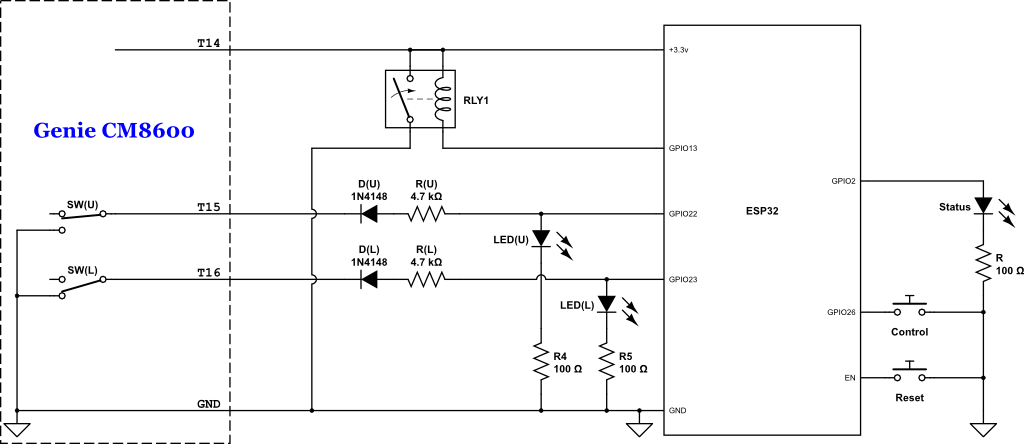 T14
+3.3v
RLY1
Genie CM8600
GPIO13
GPIO2
D(U)
1N4148
R(U)
4.7 kΩ
SW(U)
T15
GPIO22
ESP32
Status
LED(U)
D(L)
1N4148
R(L)
4.7 kΩ
R
100 Ω
SW(L)
T16
GPIO23
LED(L)
GPIO26
Control
R4
100 Ω
R5
100 Ω
EN
Reset
GND
GND